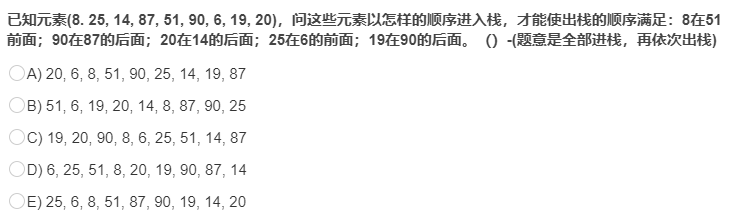 已知元素(8. 25, 14, 87, 51, 90, 6, 19, 20)，问这些元素以怎样的顺序进入栈，才能使出栈的顺序满足：8在51
前面；90在87的后面；20在14的后面；25在6的前面；19在90的后面。（）-(题意是全部进栈，再依次出栈)
A) 20, 6, 8, 51, 90, 25, 14, 19, 87
B) 51, 6, 19, 20, 14, 8, 87, 90, 25
C) 19, 20, 90, 8, 6, 25, 51, 14, 87
D) 6, 25, 51, 8, 20, 19, 90, 87, 14
E) 25, 6, 8, 51, 87, 90, 19, 14, 20